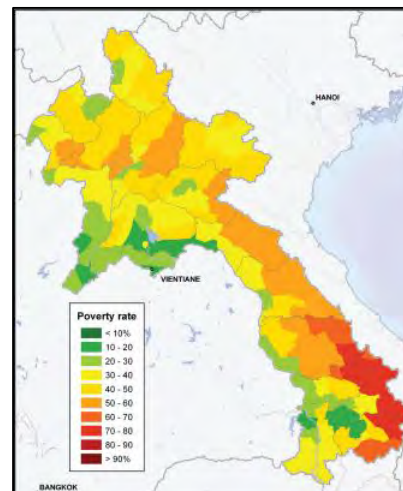 HANOI
VIENTIANE
Poverty rate
< 10%
10 - 20
20 - 30
30 - 40
40 - 50
50 - 60
60 - 70
70 - 80
80 - 90
> 90%
BANGKOK